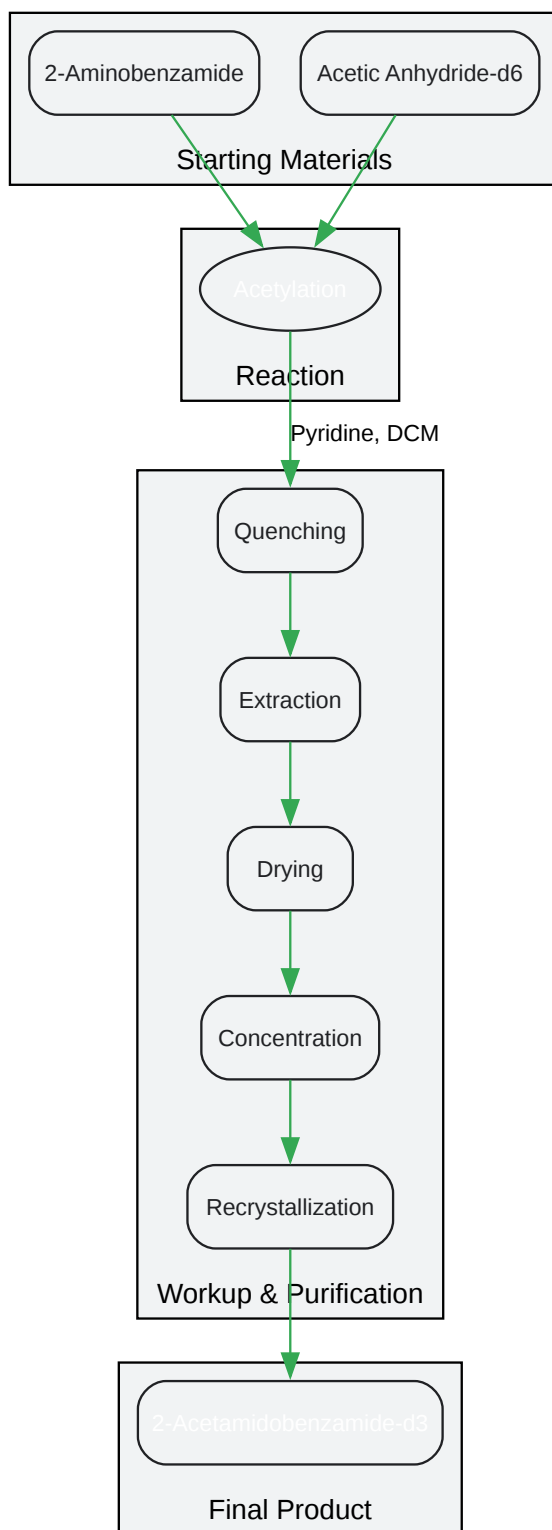 2-Aminobenzamide
Acetic Anhydride-d6
Starting Materials
Acetylation
Reaction
Pyridine, DCM
Quenching
Extraction
Drying
Concentration
Recrystallization
Workup & Purification
2-Acetamidobenzamide-d3
Final Product